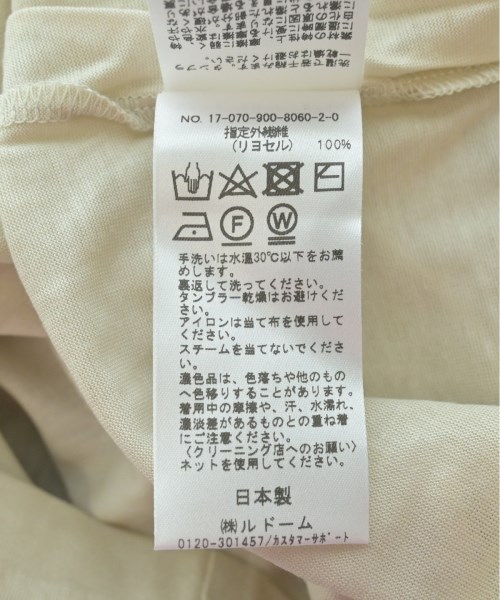 NO. 17-070-900-8060-2-0
指定外繊維
(リヨセル) 100%
F W
手洗いは水温30℃以下をお薦
めします。
裏返して洗ってください。
タンブラー乾燥はお避けくださ
い。
アイロンは当て布を使用して
ください。
スチームを当てないでくださ
い。
濃色品は、色落ちや他のもの
へ色移りすることがあります。
着用中の摩擦や、汗、水濡れ、
濃淡差があるものとの重ね着
にご注意ください。
〈クリーニング店へのお願い〉
ネットを使用してください。
日本製
㈱ルドーム
0120-301457/カスタマーサポート